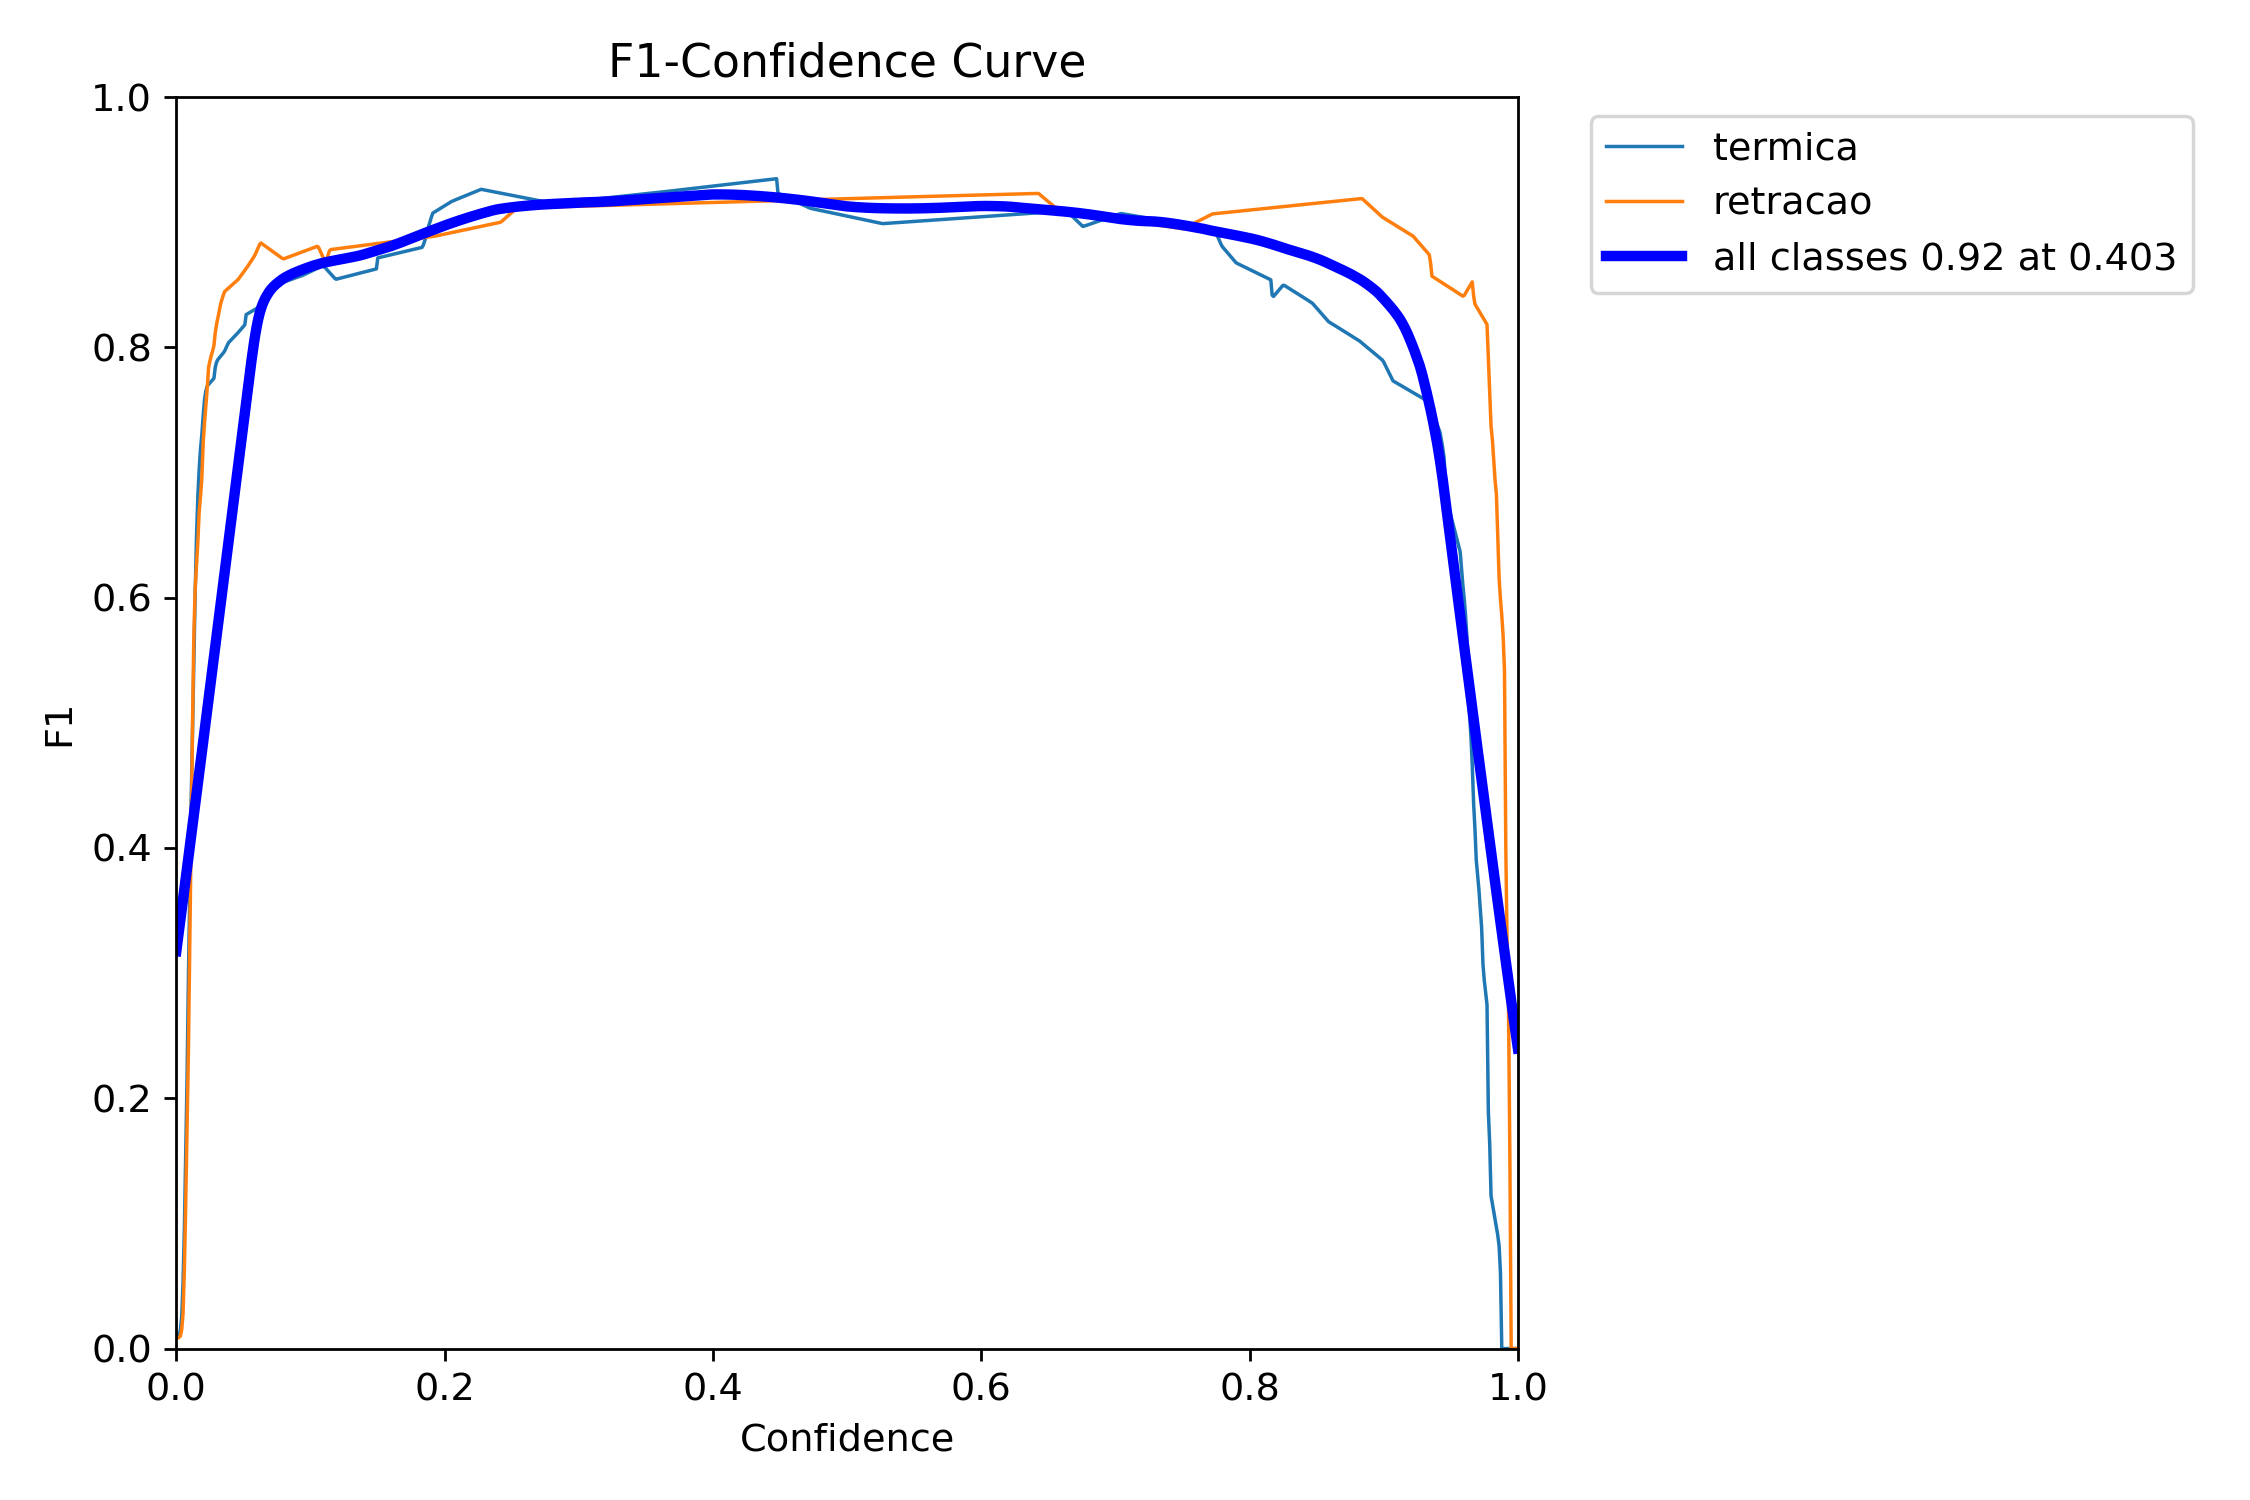 F1-Confidence Curve
1.0
0.8
0.6
0.4
0.2
0.0
F1
0.0 0.2 0.4 0.6 0.8 1.0
Confidence
termica
retracao
all classes 0.92 at 0.403